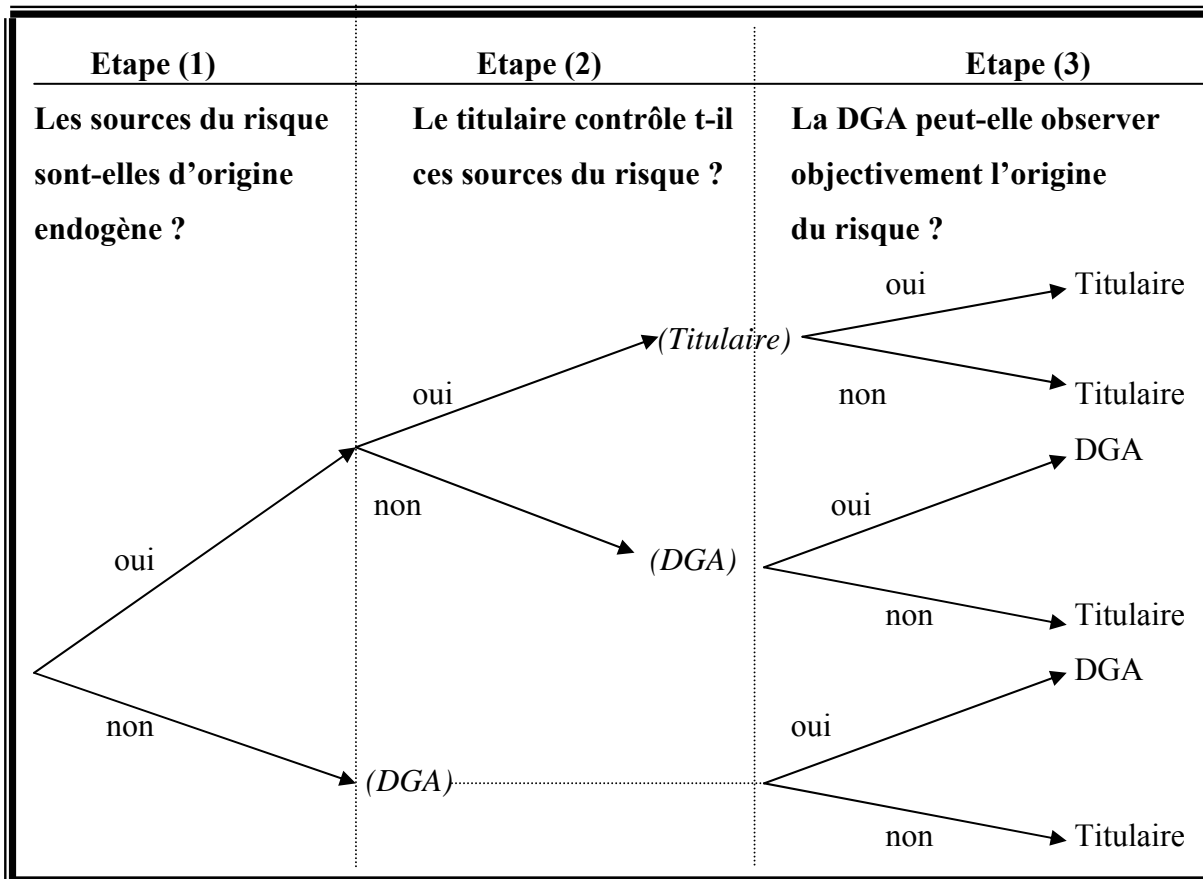 Etape (1) Etape (2) Etape (3)
Les sources du risque
sont-elles d’origine
endogène ?
Le titulaire contrôle t-il
ces sources du risque ?
La DGA peut-elle observer
objectivement l’origine
du risque ?
oui
non
oui
non
(Titulaire)
(DGA)
(DGA)
oui
Titulaire
non
Titulaire
oui
DGA
non
Titulaire
oui
DGA
non
Titulaire